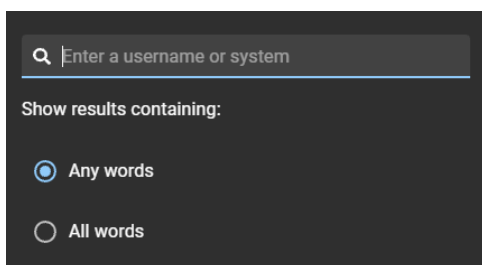 Enter a username or system
Show results containing:
Any words
All words